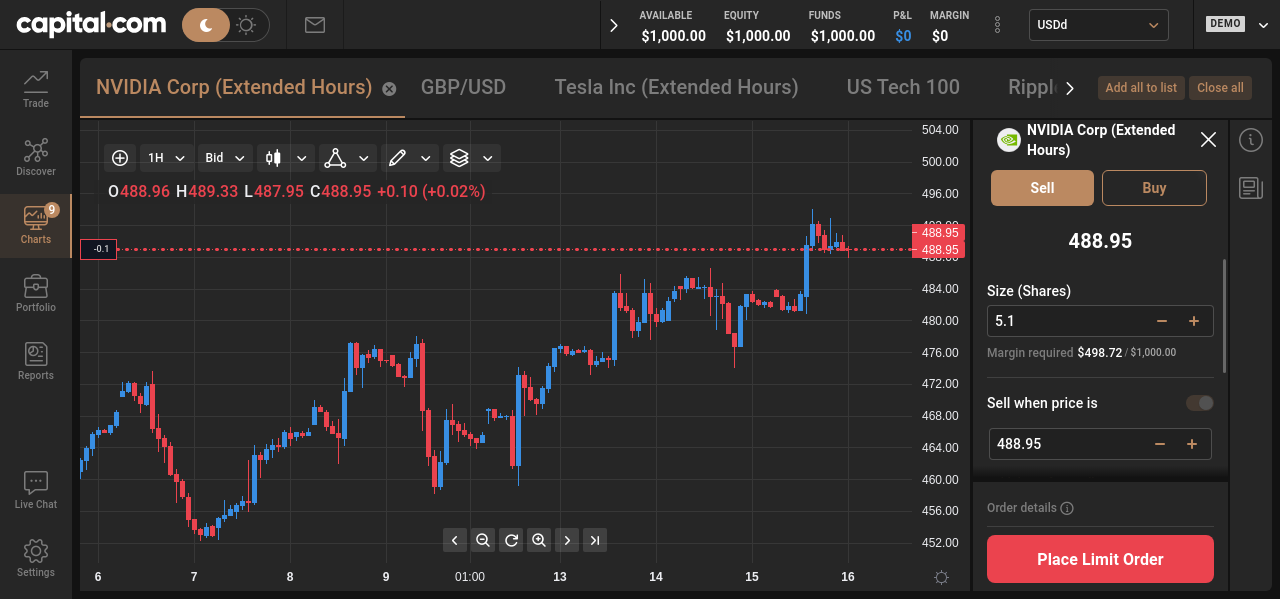 capital.com
AVAILABLE
$1,000.00
EQUITY
$1,000.00
FUNDS
$1,000.00
P&L
$0
MARGIN
$0
USDd
DEMO
Trade
Discover
9
Charts
Portfolio
Reports
Live Chat
Settings
NVIDIA Corp (Extended Hours)
GBP/USD
Tesla Inc (Extended Hours)
US Tech 100
Ripple
Add all to list
Close all
1H
Bid
O488.96 H489.33 L487.95 C488.95 +0.10 (+0.02%)
-0.1
504.00
500.00
496.00
492.00
488.95
488.95
488.00
484.00
480.00
476.00
472.00
468.00
464.00
460.00
456.00
452.00
6 7 8 9 01:00 13 14 15 16
NVIDIA Corp (Extended
Hours)
Sell
Buy
488.95
Size (Shares)
5.1
Margin required $498.72 / $1,000.00
Sell when price is
488.95
Order details
Place Limit Order